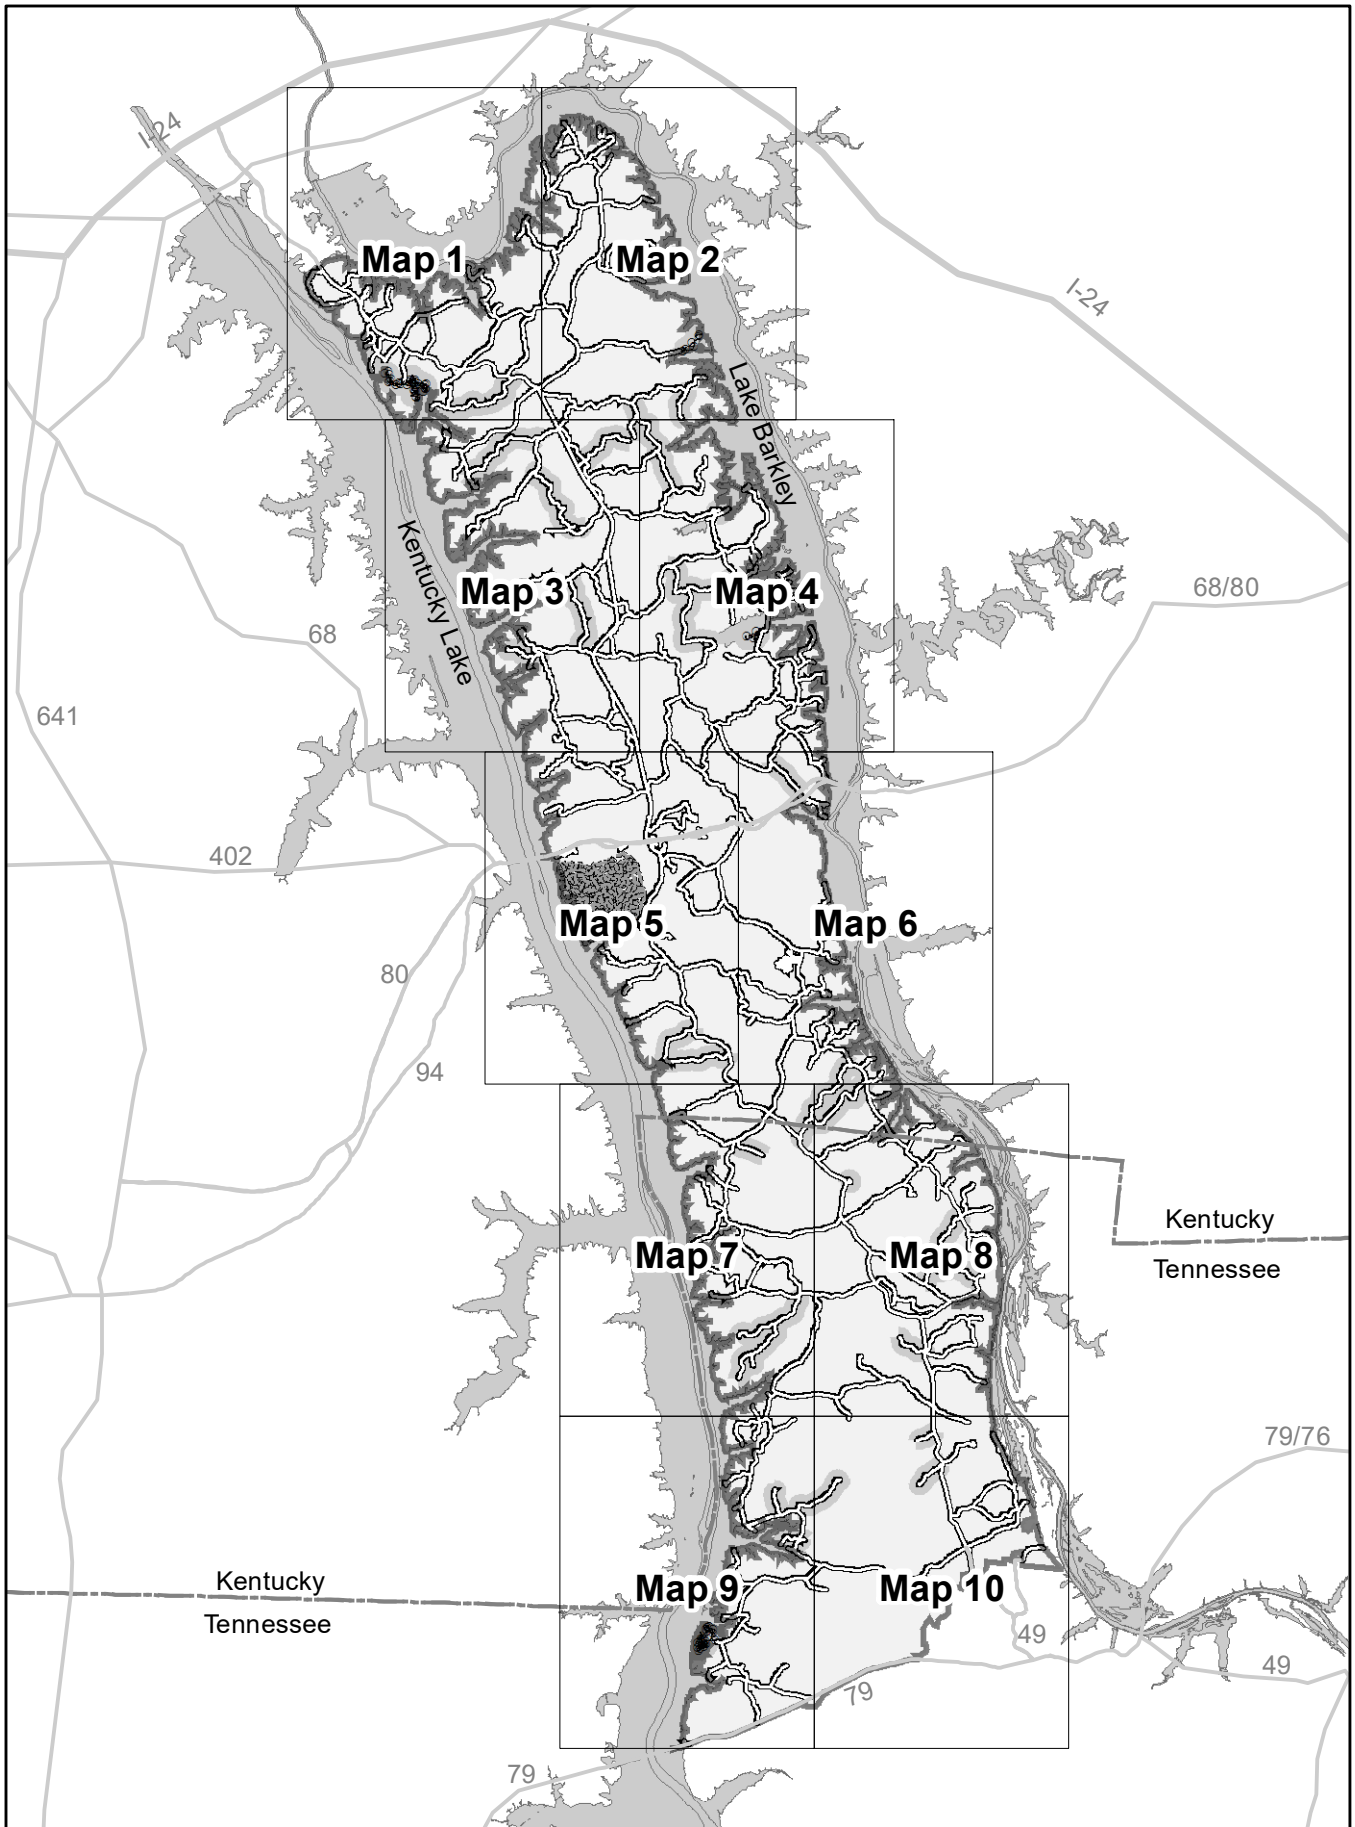 I-24
Map 1
Map 2
I-24
Lake Barkley
Kentucky Lake
Map 3
Map 4
68/80
68
641
402
Map 5
Map 6
80
94
Kentucky
Tennessee
Map 7
Map 8
79/76
Kentucky
Tennessee
Map 9
Map 10
49
49
79
79